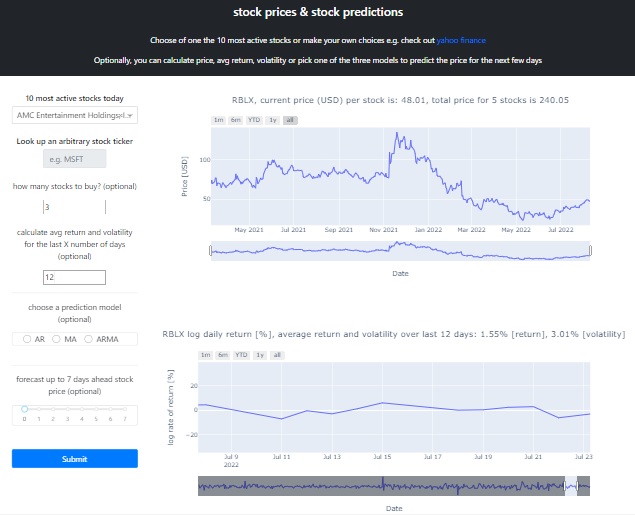 stock prices & stock predictions
Choose of one the 10 most active stocks or make your own choices e.g. check out yahoo finance
Optionally, you can calculate price, avg return, volatility or pick one of the three models to predict the price for the next few days
10 most active stocks today
AMC Entertainment Holdings
Look up an arbitrary stock ticker
e.g. MSFT
how many stocks to buy? (optional)
3
calculate avg return and volatility
for the last X number of days
(optional)
12
choose a prediction model
(optional)
AR MA ARMA
forecast up to 7 days ahead stock
price (optional)
0 1 2 3 4 5 6 7
Submit
RBLX, current price (USD) per stock is: 48.01, total price for 5 stocks is 240.05
1m 6m YTD 1y all
Price [USD]
100
50
May 2021 Jul 2021 Sep 2021 Nov 2021 Jan 2022 Mar 2022 May 2022 Jul 2022
Date
RBLX log daily return [%], average return and volatility over last 12 days: 1.55% [return], 3.01% [volatility]
1m 6m YTD 1y all
log rate of return [%]
20
0
−20
Jul 9 Jul 11 Jul 13 Jul 15 Jul 17 Jul 19 Jul 21 Jul 23
2022
Date